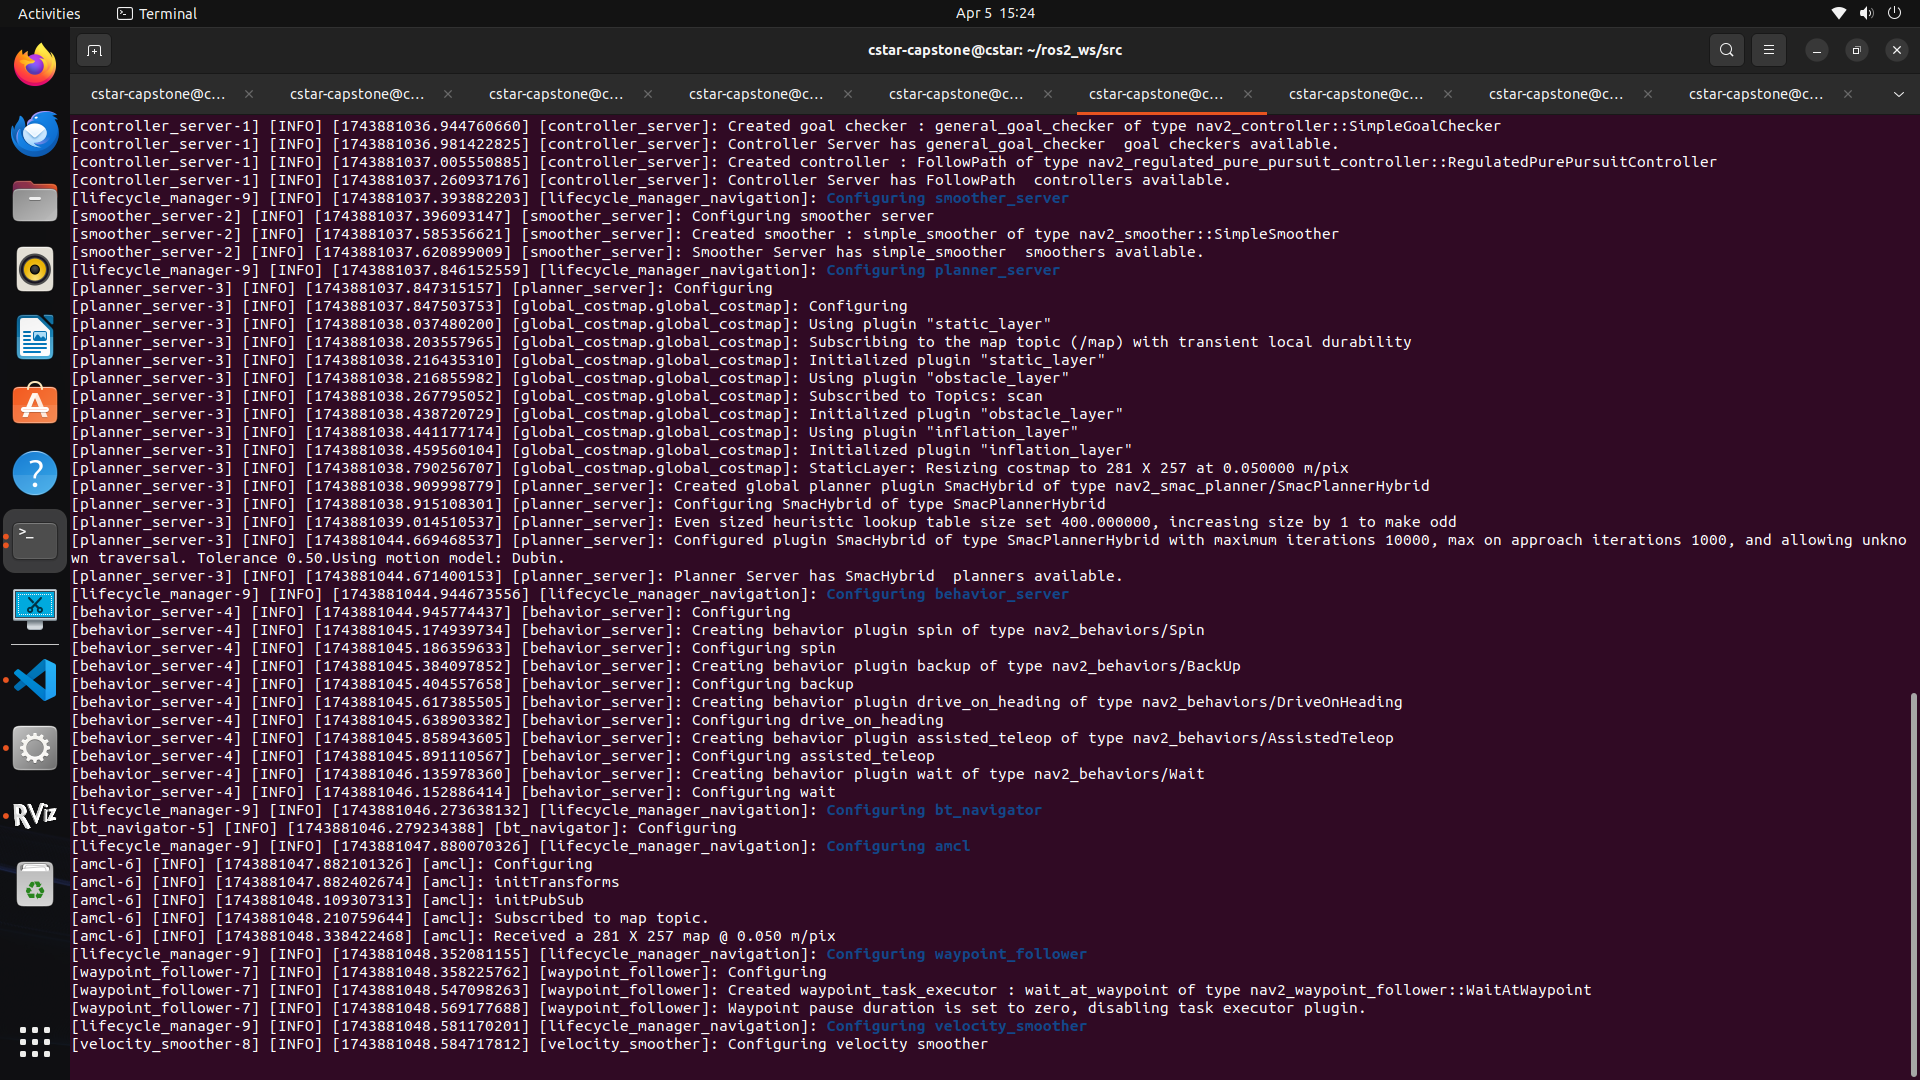 Activities
Terminal
Apr 5 15:24
cstar-capstone@cstar: ~/ros2_ws/src
cstar-capstone@c...
cstar-capstone@c...
cstar-capstone@c...
cstar-capstone@c...
cstar-capstone@c...
cstar-capstone@c...
cstar-capstone@c...
cstar-capstone@c...
cstar-capstone@c...
[controller_server-1] [INFO] [1743881036.944760660] [controller_server]: Created goal checker : general_goal_checker of type nav2_controller::SimpleGoalChecker
[controller_server-1] [INFO] [1743881036.981422825] [controller_server]: Controller Server has general_goal_checker  goal checkers available.
[controller_server-1] [INFO] [1743881037.005550885] [controller_server]: Created controller : FollowPath of type nav2_regulated_pure_pursuit_controller::RegulatedPurePursuitController
[controller_server-1] [INFO] [1743881037.260937176] [controller_server]: Controller Server has FollowPath  controllers available.
[lifecycle_manager-9] [INFO] [1743881037.393882203] [lifecycle_manager_navigation]: Configuring smoother_server
[smoother_server-2] [INFO] [1743881037.396093147] [smoother_server]: Configuring smoother server
[smoother_server-2] [INFO] [1743881037.585356621] [smoother_server]: Created smoother : simple_smoother of type nav2_smoother::SimpleSmoother
[smoother_server-2] [INFO] [1743881037.620899009] [smoother_server]: Smoother Server has simple_smoother  smoothers available.
[lifecycle_manager-9] [INFO] [1743881037.846152559] [lifecycle_manager_navigation]: Configuring planner_server
[planner_server-3] [INFO] [1743881037.847315157] [planner_server]: Configuring
[planner_server-3] [INFO] [1743881037.847503753] [global_costmap.global_costmap]: Configuring
[planner_server-3] [INFO] [1743881038.037480200] [global_costmap.global_costmap]: Using plugin "static_layer"
[planner_server-3] [INFO] [1743881038.203557965] [global_costmap.global_costmap]: Subscribing to the map topic (/map) with transient local durability
[planner_server-3] [INFO] [1743881038.216435310] [global_costmap.global_costmap]: Initialized plugin "static_layer"
[planner_server-3] [INFO] [1743881038.216855982] [global_costmap.global_costmap]: Using plugin "obstacle_layer"
[planner_server-3] [INFO] [1743881038.267795052] [global_costmap.global_costmap]: Subscribed to Topics: scan
[planner_server-3] [INFO] [1743881038.438720729] [global_costmap.global_costmap]: Initialized plugin "obstacle_layer"
[planner_server-3] [INFO] [1743881038.441177174] [global_costmap.global_costmap]: Using plugin "inflation_layer"
[planner_server-3] [INFO] [1743881038.459560104] [global_costmap.global_costmap]: Initialized plugin "inflation_layer"
[planner_server-3] [INFO] [1743881038.790256707] [global_costmap.global_costmap]: StaticLayer: Resizing costmap to 281 X 257 at 0.050000 m/pix
[planner_server-3] [INFO] [1743881038.909998779] [planner_server]: Created global planner plugin SmacHybrid of type nav2_smac_planner/SmacPlannerHybrid
[planner_server-3] [INFO] [1743881038.915108301] [planner_server]: Configuring SmacHybrid of type SmacPlannerHybrid
[planner_server-3] [INFO] [1743881039.014510537] [planner_server]: Even sized heuristic lookup table size set 400.000000, increasing size by 1 to make odd
[planner_server-3] [INFO] [1743881044.669468537] [planner_server]: Configured plugin SmacHybrid of type SmacPlannerHybrid with maximum iterations 10000, max on approach iterations 1000, and allowing unkno
wn traversal. Tolerance 0.50.Using motion model: Dubin.
[planner_server-3] [INFO] [1743881044.671400153] [planner_server]: Planner Server has SmacHybrid  planners available.
[lifecycle_manager-9] [INFO] [1743881044.944673556] [lifecycle_manager_navigation]: Configuring behavior_server
[behavior_server-4] [INFO] [1743881044.945774437] [behavior_server]: Configuring
[behavior_server-4] [INFO] [1743881045.174939734] [behavior_server]: Creating behavior plugin spin of type nav2_behaviors/Spin
[behavior_server-4] [INFO] [1743881045.186359633] [behavior_server]: Configuring spin
[behavior_server-4] [INFO] [1743881045.384097852] [behavior_server]: Creating behavior plugin backup of type nav2_behaviors/BackUp
[behavior_server-4] [INFO] [1743881045.404557658] [behavior_server]: Configuring backup
[behavior_server-4] [INFO] [1743881045.617385505] [behavior_server]: Creating behavior plugin drive_on_heading of type nav2_behaviors/DriveOnHeading
[behavior_server-4] [INFO] [1743881045.638903382] [behavior_server]: Configuring drive_on_heading
[behavior_server-4] [INFO] [1743881045.858943605] [behavior_server]: Creating behavior plugin assisted_teleop of type nav2_behaviors/AssistedTeleop
[behavior_server-4] [INFO] [1743881045.891110567] [behavior_server]: Configuring assisted_teleop
[behavior_server-4] [INFO] [1743881046.135978360] [behavior_server]: Creating behavior plugin wait of type nav2_behaviors/Wait
[behavior_server-4] [INFO] [1743881046.152886414] [behavior_server]: Configuring wait
[lifecycle_manager-9] [INFO] [1743881046.273638132] [lifecycle_manager_navigation]: Configuring bt_navigator
[bt_navigator-5] [INFO] [1743881046.279234388] [bt_navigator]: Configuring
[lifecycle_manager-9] [INFO] [1743881047.880070326] [lifecycle_manager_navigation]: Configuring amcl
[amcl-6] [INFO] [1743881047.882101326] [amcl]: Configuring
[amcl-6] [INFO] [1743881047.882402674] [amcl]: initTransforms
[amcl-6] [INFO] [1743881048.109307313] [amcl]: initPubSub
[amcl-6] [INFO] [1743881048.210759644] [amcl]: Subscribed to map topic.
[amcl-6] [INFO] [1743881048.338422468] [amcl]: Received a 281 X 257 map @ 0.050 m/pix
[lifecycle_manager-9] [INFO] [1743881048.352081155] [lifecycle_manager_navigation]: Configuring waypoint_follower
[waypoint_follower-7] [INFO] [1743881048.358225762] [waypoint_follower]: Configuring
[waypoint_follower-7] [INFO] [1743881048.547098263] [waypoint_follower]: Created waypoint_task_executor : wait_at_waypoint of type nav2_waypoint_follower::WaitAtWaypoint
[waypoint_follower-7] [INFO] [1743881048.569177688] [waypoint_follower]: Waypoint pause duration is set to zero, disabling task executor plugin.
[lifecycle_manager-9] [INFO] [1743881048.581170201] [lifecycle_manager_navigation]: Configuring velocity_smoother
[velocity_smoother-8] [INFO] [1743881048.584717812] [velocity_smoother]: Configuring velocity smoother
RViz